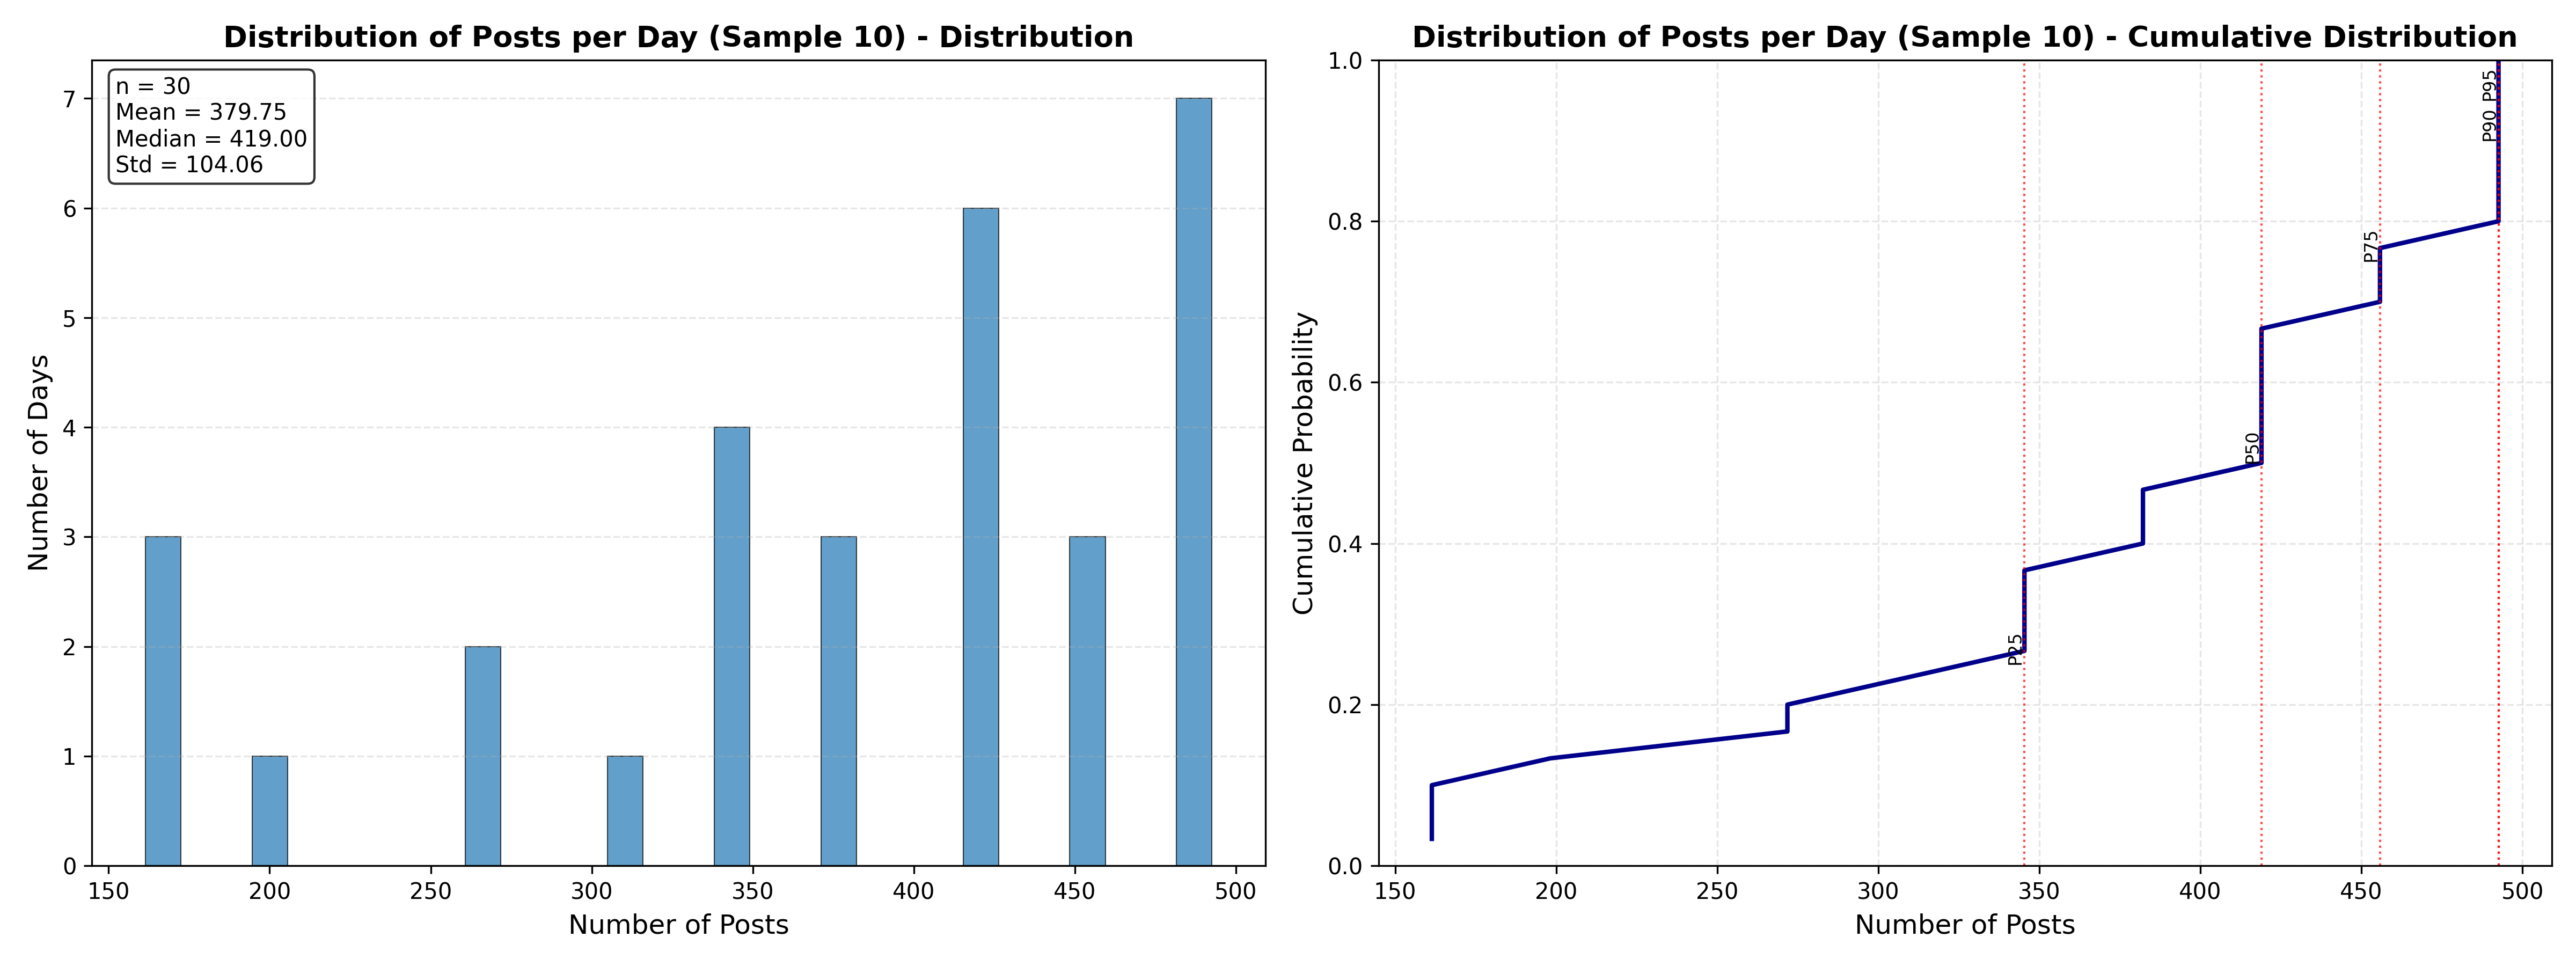 Distribution of Posts per Day (Sample 10) - Distribution
n = 30
Mean = 379.75
Median = 419.00
Std = 104.06
Number of Days
7
6
5
4
3
2
1
0
150 200 250 300 350 400 450 500
Number of Posts
Distribution of Posts per Day (Sample 10) - Cumulative Distribution
Cumulative Probability
1.0
0.8
0.6
0.4
0.2
0.0
P25
P50
P75
P90
P95
150 200 250 300 350 400 450 500
Number of Posts